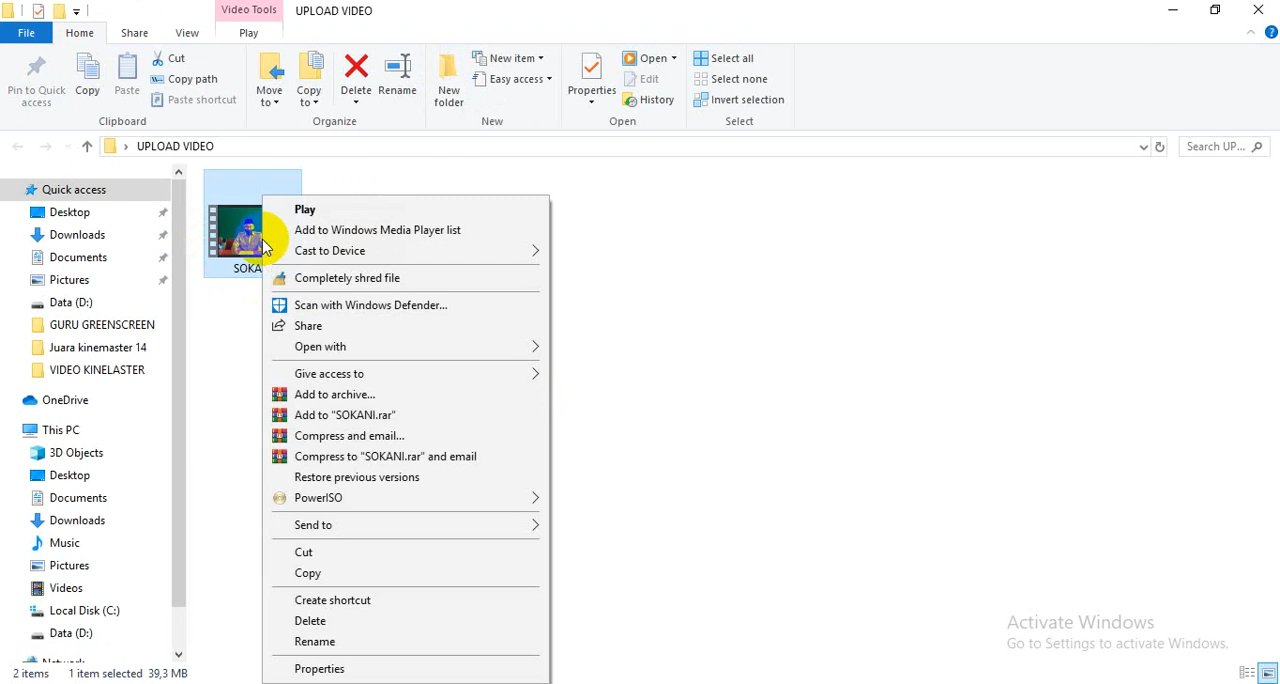 Video Tools
UPLOAD VIDEO
File
Home
Share
View
Play
Pin to Quick access
Copy
Paste
Cut
Copy path
Paste shortcut
Clipboard
Move to
Copy to
Delete
Rename
Organize
New folder
New item
Easy access
New
Properties
Open
Edit
History
Open
Select all
Select none
Invert selection
Select
UPLOAD VIDEO
Search UP...
Quick access
Desktop
Downloads
Documents
Pictures
Data (D:)
GURU GREENSCREEN
Juara kinemaster 14
VIDEO KINELASTER
OneDrive
This PC
3D Objects
Desktop
Documents
Downloads
Music
Pictures
Videos
Local Disk (C:)
Data (D:)
Network
SOKA
Play
Add to Windows Media Player list
Cast to Device
Completely shred file
Scan with Windows Defender...
Share
Open with
Give access to
Add to archive...
Add to "SOKANI.rar"
Compress and email...
Compress to "SOKANI.rar" and email
Restore previous versions
PowerISO
Send to
Cut
Copy
Create shortcut
Delete
Rename
Properties
Activate Windows
Go to Settings to activate Windows.
2 items
1 item selected 39,3 MB